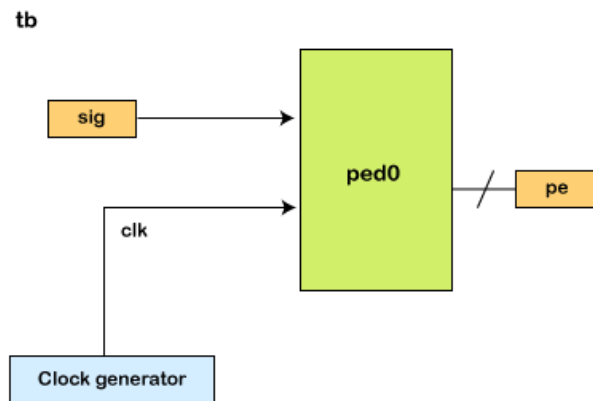 tb
sig
ped0
pe
clk
Clock generator